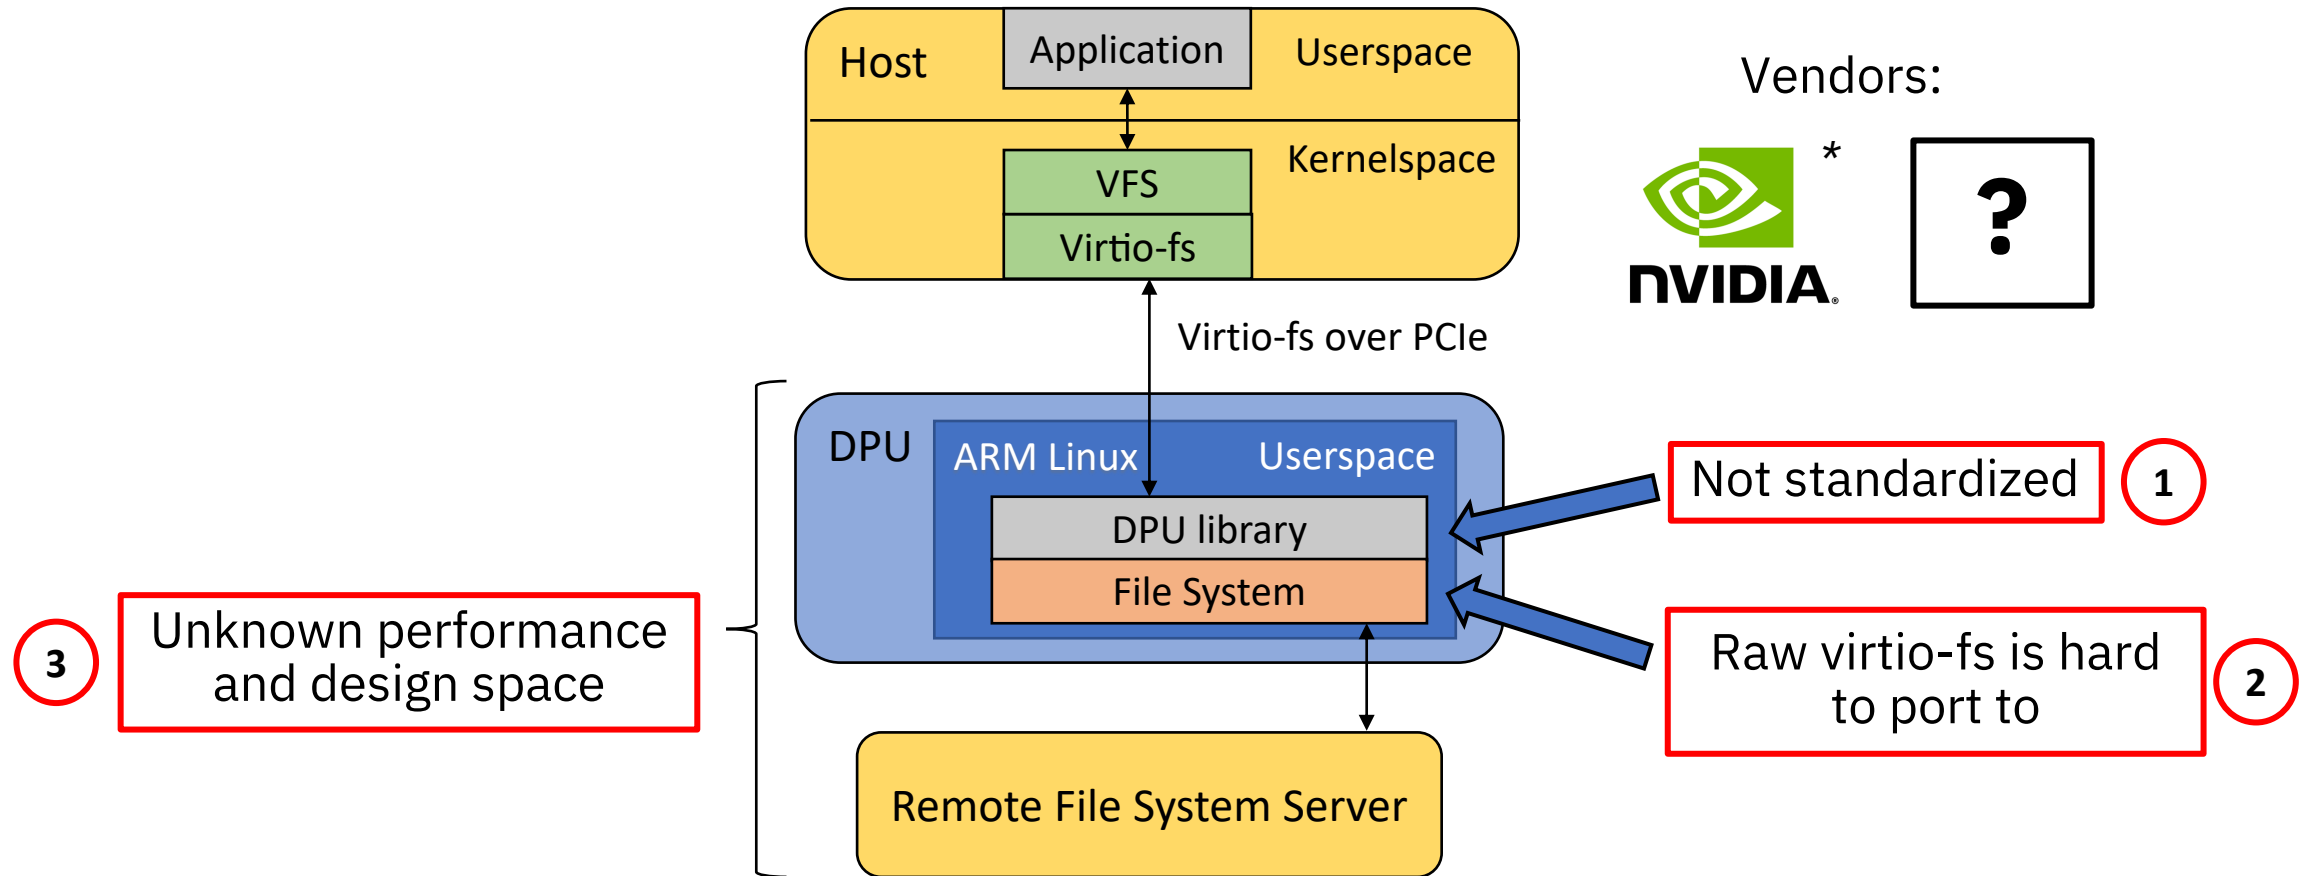 Host
Application
Userspace
Kernelspace
VFS
Virtio-fs
Vendors:
*
NVIDIA®
?
Virtio-fs over PCIe
DPU
ARM Linux
Userspace
DPU library
File System
Not standardized
1
Raw virtio-fs is hard
to port to
2
3
Unknown performance
and design space
Remote File System Server